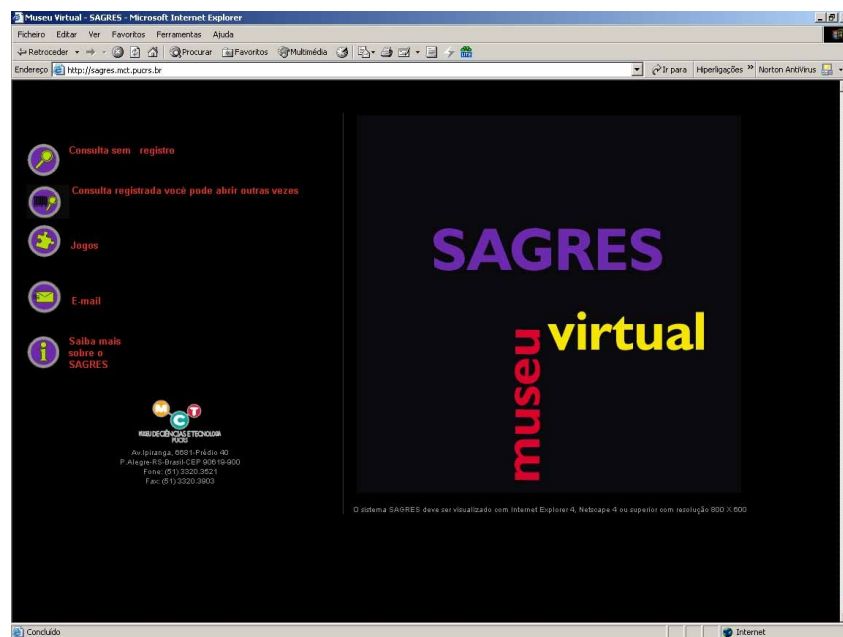 Museu Virtual - SAGRES - Microsoft Internet Explorer
Ficheiro Editar Ver Favoritos Ferramentas Ajuda
Retroceder Procurar Favoritos Multimédia
Endereço http://sagres.mct.pucrs.br Ir para Hiperligações » Norton AntiVirus
Consulta sem registro
Consulta registrada você pode abrir outras vezes
Jogos
E-mail
Saiba mais
sobre o
SAGRES
MCT
MUSEU DE CIÊNCIAS E TECNOLOGIA
PUCRS
Av.Ipiranga, 6681-Prédio 40
P.Alegre-RS-Brasil-CEP 90619-900
Fone: (51) 3320.3521
Fax: (51) 3320.3903
SAGRES
virtual
museu
O sistema SAGRES deve ser visualizado com Internet Explorer 4, Netscape 4 ou superior com resolução 800 X 600
Concluído Internet